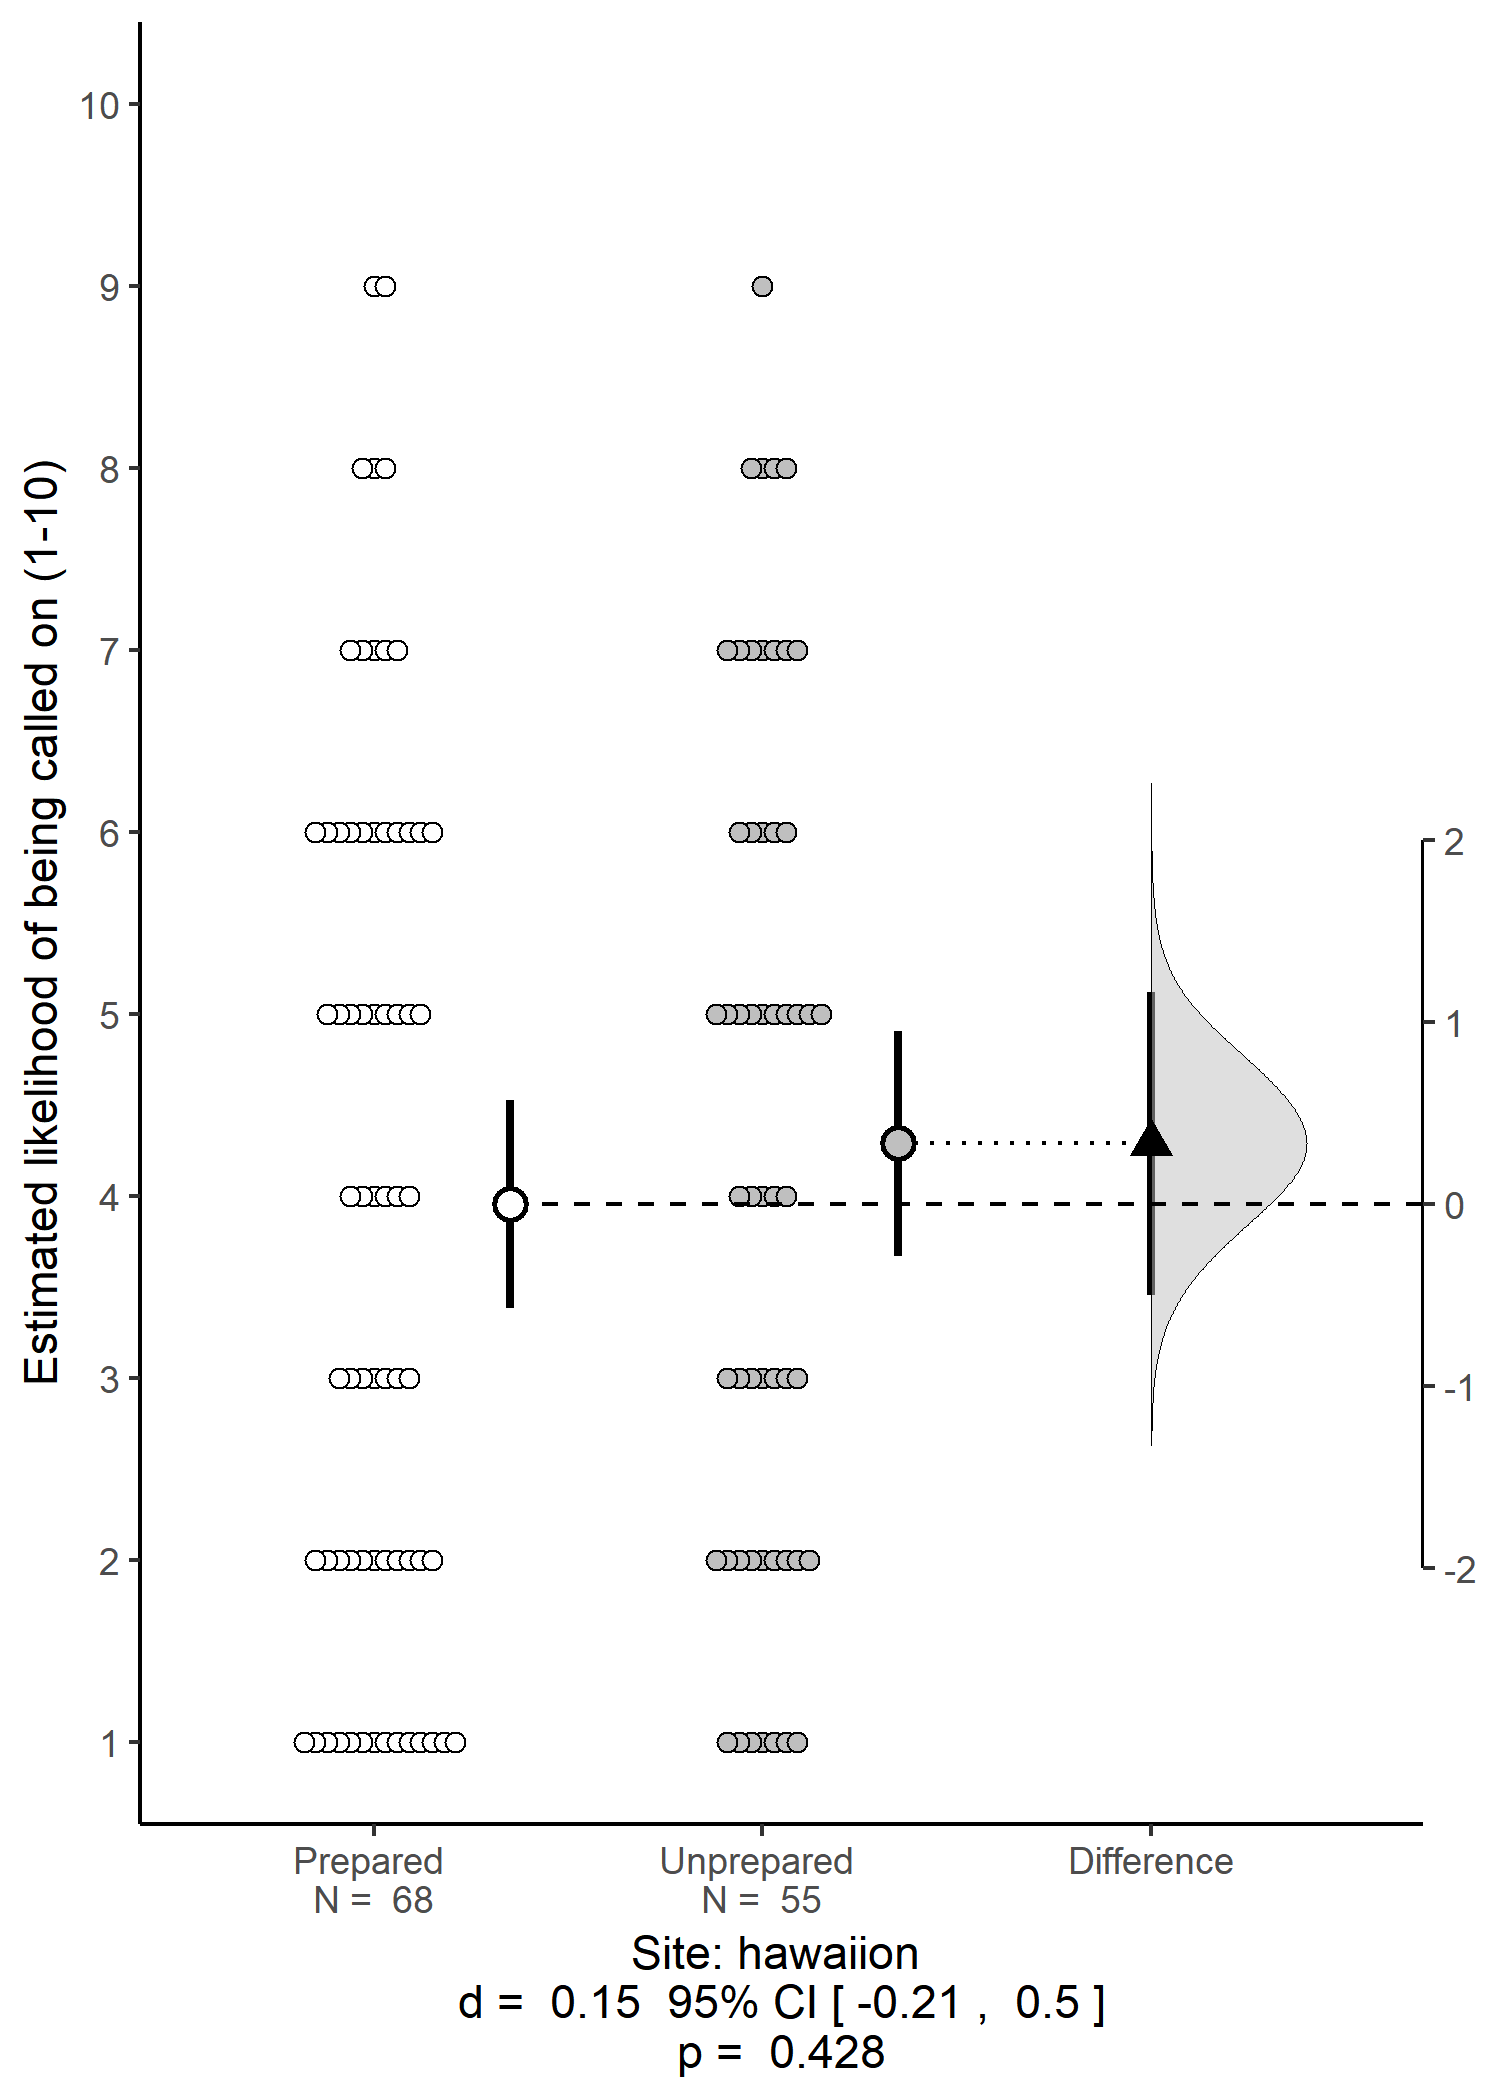 Estimated likelihood of being called on (1-10)
10
9
8
7
6
5
4
3
2
1
2
1
0
-1
-2
Prepared
N = 68
Unprepared
N = 55
Difference
Site: hawaiion
d = 0.15 95% CI [ -0.21 , 0.5 ]
p = 0.428